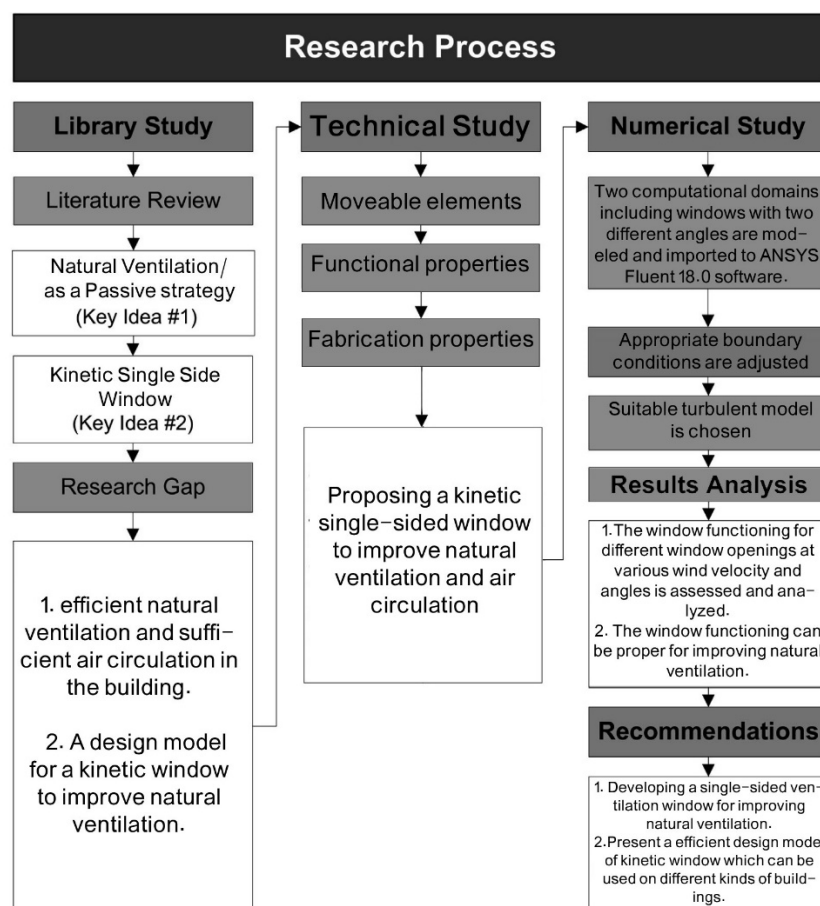 Research Process
Library Study
Literature Review
Natural Ventilation/
as a Passive strategy
(Key Idea #1)
Kinetic Single Side
Window
(Key Idea #2)
Research Gap
1. efficient natural
ventilation and suffi-
cient air circulation in
the building.
2. A design model
for a kinetic window
to improve natural
ventilation.
Technical Study
Moveable elements
Functional properties
Fabrication properties
Proposing a kinetic
single-sided window
to improve natural
ventilation and air
circulation
Numerical Study
Two computational domains
including windows with two
different angles are mod-
eled and imported to ANSYS
Fluent 18.0 software.
Appropriate boundary
conditions are adjusted
Suitable turbulent model
is chosen
Results Analysis
1.The window functioning for
different window openings at
various wind velocity and
angles is assessed and ana-
lyzed.
2. The window functioning can
be proper for improving natural
ventilation.
Recommendations
1. Developing a single-sided ven-
tilation window for improving
natural ventilation.
2.Present a efficient design model
of kinetic window which can be
used on different kinds of build-
ings.